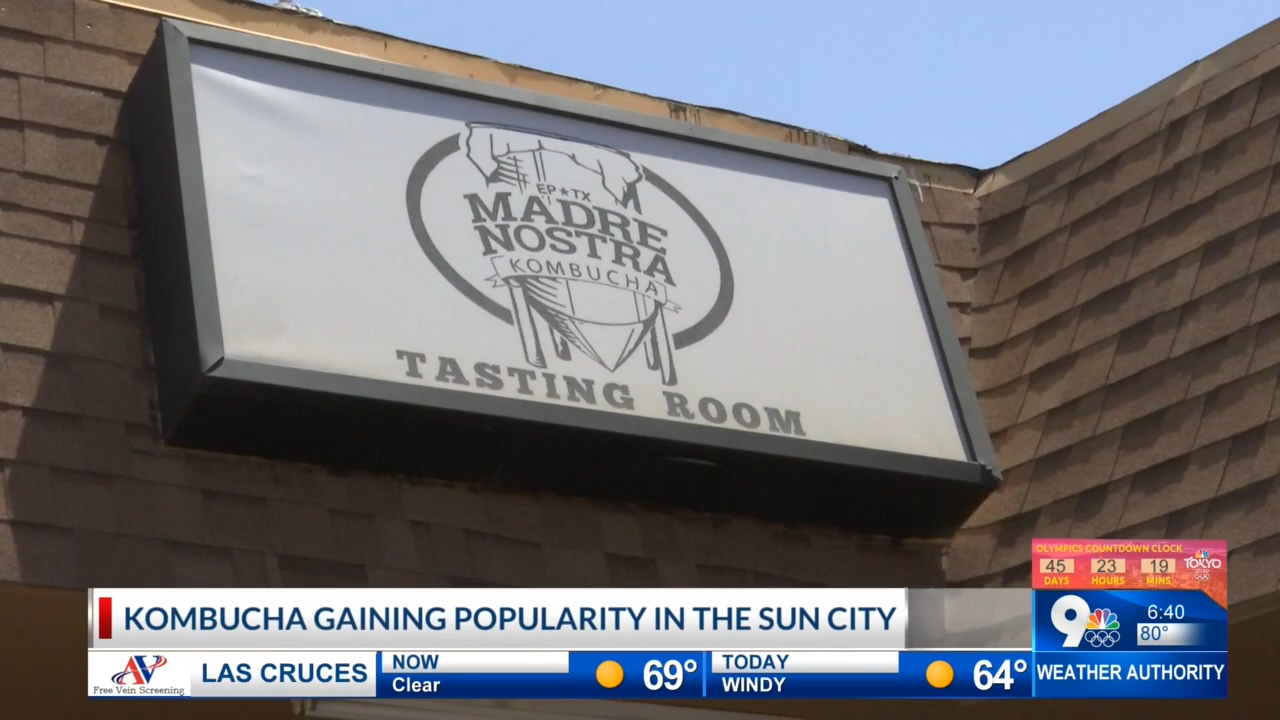 EP★TX
MADRE
NOSTRA
KOMBUCHA
TASTING ROOM
OLYMPICS COUNTDOWN CLOCK
45 23 19
DAYS HOURS MINS
TOKYO
KOMBUCHA GAINING POPULARITY IN THE SUN CITY
9
6:40
80°
AV
Free Vein Screening
LAS CRUCES
NOW
Clear
69°
TODAY
WINDY
64°
WEATHER AUTHORITY